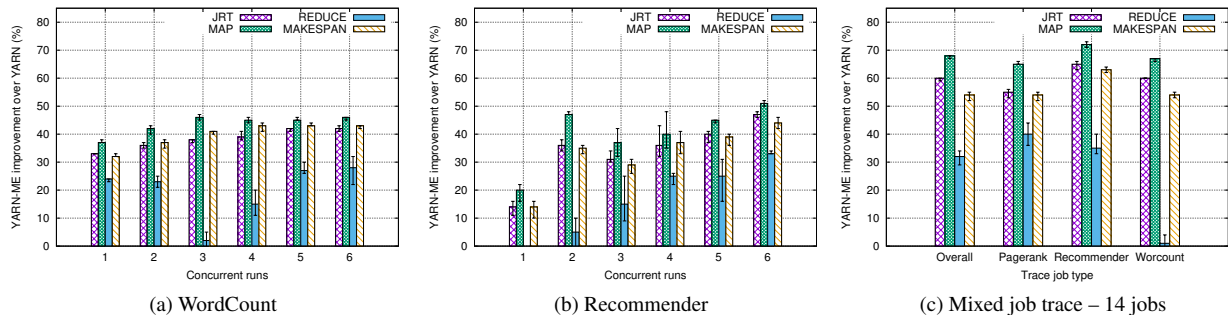 YARN-ME improvement over YARN (%)
80
70
60
50
40
30
20
10
0
JRT
MAP
REDUCE
MAKESPAN
1 2 3 4 5 6
Concurrent runs
(a) WordCount
YARN-ME improvement over YARN (%)
80
70
60
50
40
30
20
10
0
JRT
MAP
REDUCE
MAKESPAN
1 2 3 4 5 6
Concurrent runs
(b) Recommender
YARN-ME improvement over YARN (%)
80
70
60
50
40
30
20
10
0
JRT
MAP
REDUCE
MAKESPAN
Overall Pagerank Recommender Worcount
Trace job type
(c) Mixed job trace – 14 jobs